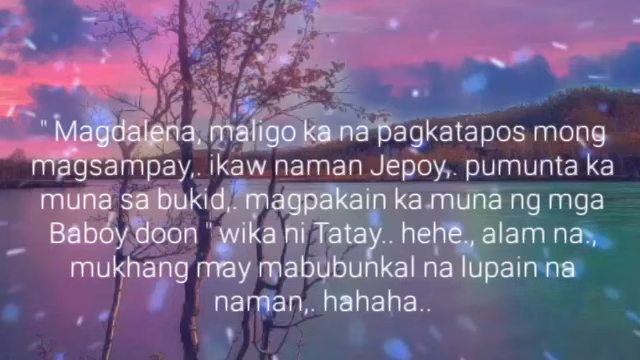 " Magdalena, maligo ka na pagkatapos mong
magsampay,. ikaw naman Jepoy,. pumunta ka
muna sa bukid,. magpakain ka muna ng mga
Baboy doon " wika ni Tatay.. hehe., alam na.,
mukhang may mabubunkal na lupain na
naman,. hahaha..